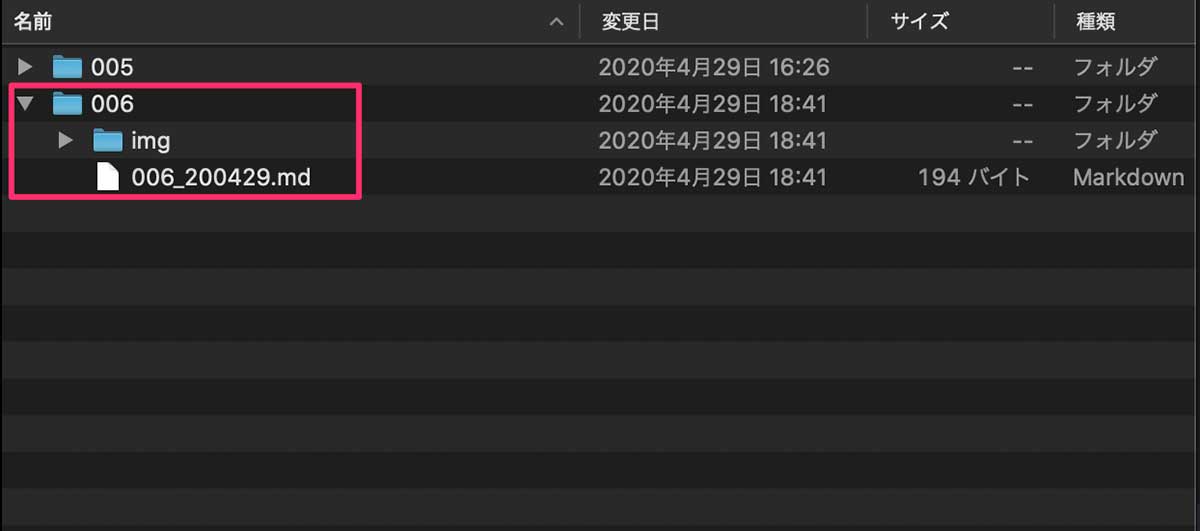 名前 変更日 サイズ 種類
005 2020年4月29日 16:26 -- フォルダ
006 2020年4月29日 18:41 -- フォルダ
img 2020年4月29日 18:41 -- フォルダ
006_200429.md 2020年4月29日 18:41 194 バイト Markdown